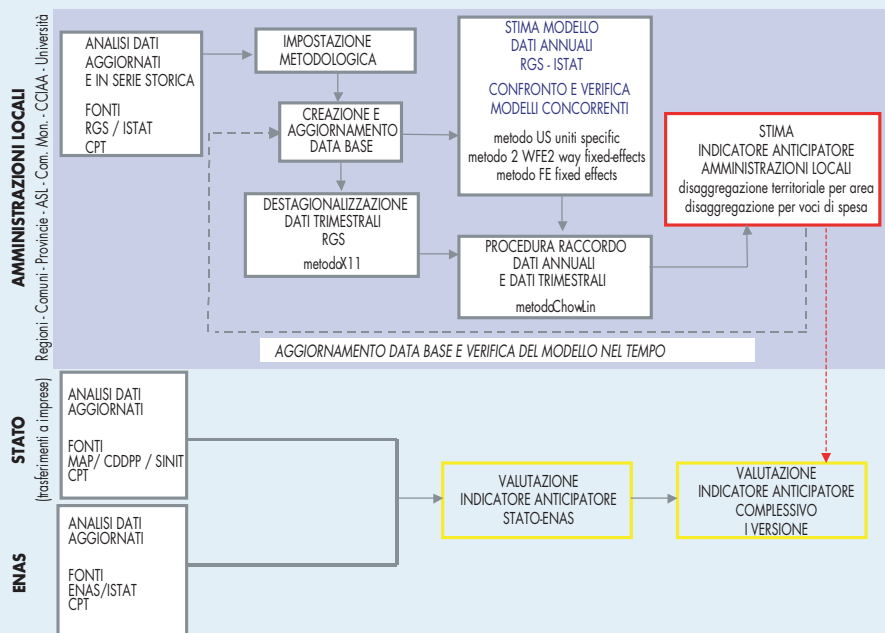 AMMINISTRAZIONI LOCALI
Regioni - Comuni - Provincie - ASL - Com. Mon. - CCIAA - Università
ANALISI DATI
AGGIORNATI
E IN SERIE STORICA
FONTI
RGS / ISTAT
CPT
IMPOSTAZIONE
METODOLOGICA
CREAZIONE E
AGGIORNAMENTO
DATA BASE
DESTAGIONALIZZAZIONE
DATI TRIMESTRALI
RGS
metodoX11
STIMA MODELLO
DATI ANNUALI
RGS - ISTAT
CONFRONTO E VERIFICA
MODELLI CONCORRENTI
metodo US uniti specific
metodo 2 WFE2 way fixed-effects
metodo FE fixed effects
PROCEDURA RACCORDO
DATI ANNUALI
E DATI TRIMESTRALI
metodoChowLin
STIMA
INDICATORE ANTICIPATORE
AMMINISTRAZIONI LOCALI
disaggregazione territoriale per area
disaggregazione per voci di spesa
AGGIORNAMENTO DATA BASE E VERIFICA DEL MODELLO NEL TEMPO
STATO
(trasferimenti a imprese)
ANALISI DATI
AGGIORNATI
FONTI
MAP/ CDDPP / SINIT
CPT
ENAS
ANALISI DATI
AGGIORNATI
FONTI
ENAS/ISTAT
CPT
VALUTAZIONE
INDICATORE ANTICIPATORE
STATO-ENAS
VALUTAZIONE
INDICATORE ANTICIPATORE
COMPLESSIVO
I VERSIONE